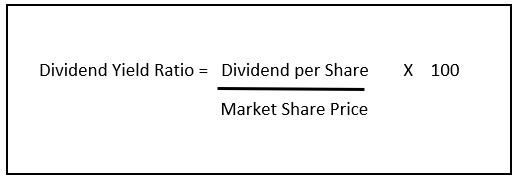 Dividend Yield Ratio = Dividend per Share X 100
Market Share Price